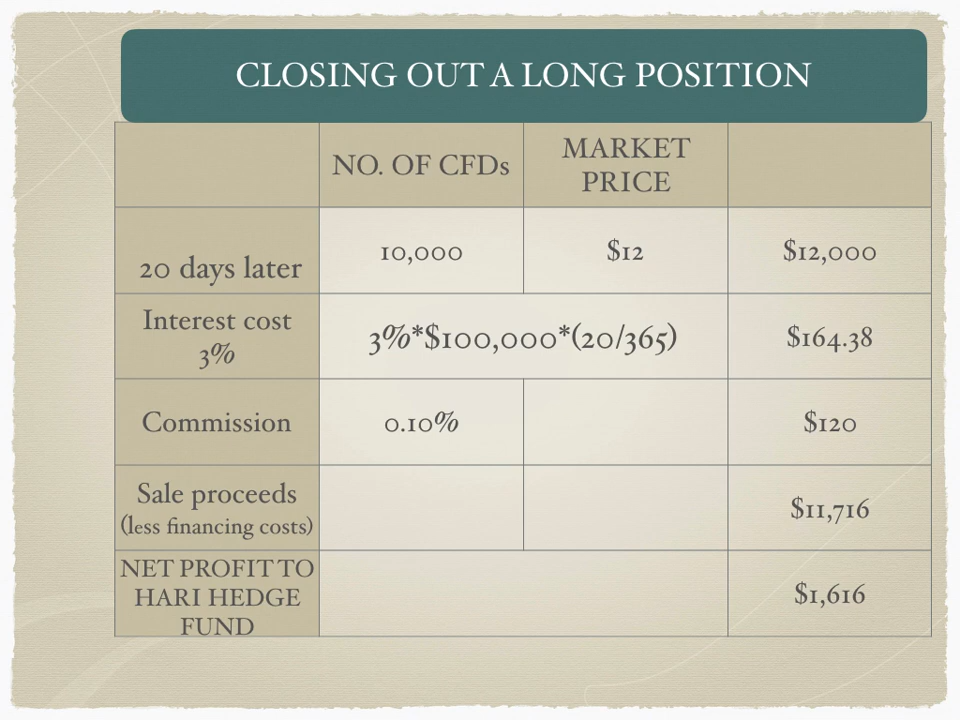 CLOSING OUT A LONG POSITION
NO. OF CFDs
MARKET
PRICE
20 days later
10,000
$12
$12,000
Interest cost
3%
3%*$100,000*(20/365)
$164.38
Commission
0.10%
$120
Sale proceeds
(less financing costs)
$11,716
NET PROFIT TO
HARI HEDGE
FUND
$1,616